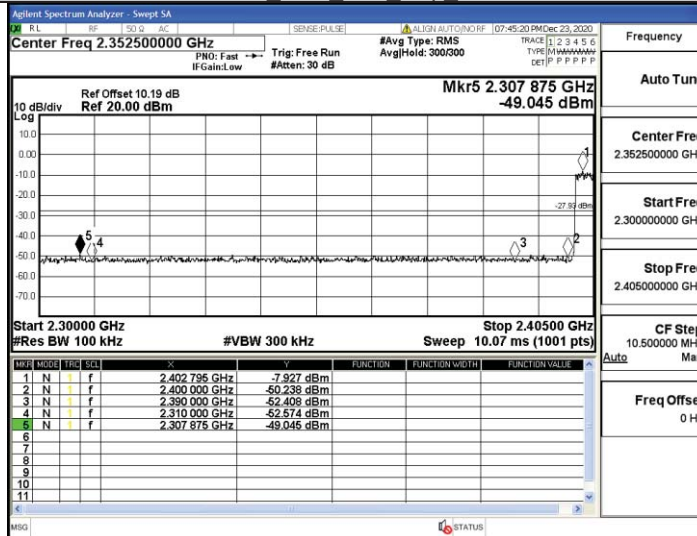 Agilent Spectrum Analyzer - Swept SA
RL RF 50 Ω AC SENSE:PULSE ALIGN AUTO/NO RF 07:45:20 PM Dec 23, 2020
Center Freq 2.352500000 GHz
PNO: Fast
IFGain:Low
Trig: Free Run
#Atten: 30 dB
#Avg Type: RMS
Avg|Hold: 300/300
TRACE 1 2 3 4 5 6
TYPE M
DET P P P P P P
Mkr5 2.307 875 GHz
-49.045 dBm
Ref Offset 10.19 dB
10 dB/div Ref 20.00 dBm
Log
10.0
0.00
-10.0
-20.0
-30.0
-40.0
-50.0
-60.0
-70.0
1
-27.93 dBm
5
4
3
2
Start 2.30000 GHz Stop 2.40500 GHz
#Res BW 100 kHz #VBW 300 kHz Sweep 10.07 ms (1001 pts)
MKR MODE TRC SCL X Y FUNCTION FUNCTION WIDTH FUNCTION VALUE
1 N 1 f 2.402 795 GHz -7.927 dBm
2 N 1 f 2.400 000 GHz -50.238 dBm
3 N 1 f 2.390 000 GHz -52.408 dBm
4 N 1 f 2.310 000 GHz -52.574 dBm
5 N 1 f 2.307 875 GHz -49.045 dBm
6
7
8
9
10
11
MSG STATUS
Frequency
Auto Tun
Center Fre
2.352500000 GH
Start Fre
2.300000000 GH
Stop Fre
2.405000000 GH
CF Ste
10.500000 MH
Auto Ma
Freq Offse
0 H